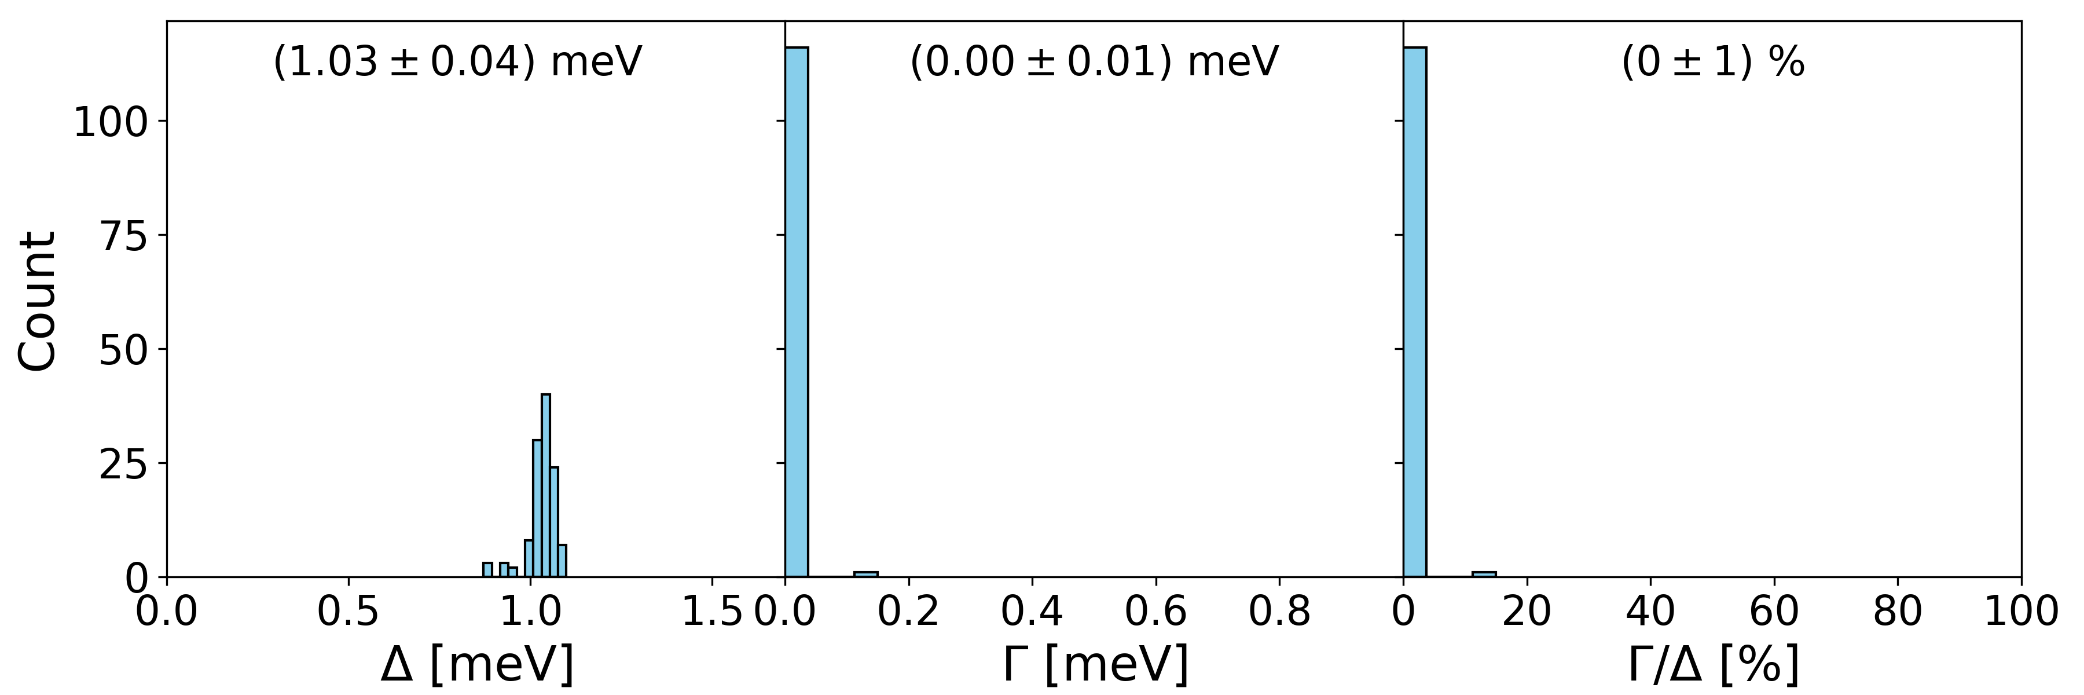 (1.03 ± 0.04) meV
(0.00 ± 0.01) meV
(0 ± 1) %
Count
100
75
50
25
0
0.0 0.5 1.0 1.5
0.0 0.2 0.4 0.6 0.8
0 20 40 60 80 100
Δ [meV]
Γ [meV]
Γ/Δ [%]